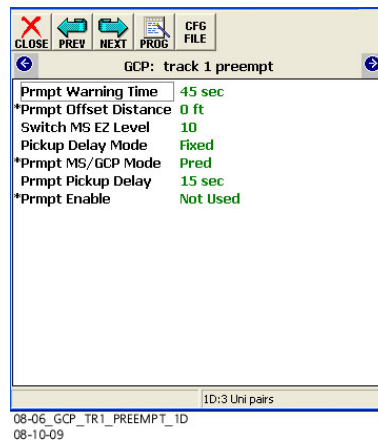 CLOSE PREV NEXT PROG CFG FILE
GCP: track 1 preempt
Prmpt Warning Time 45 sec
*Prmpt Offset Distance 0 ft
Switch MS EZ Level 10
Pickup Delay Mode Fixed
*Prmpt MS/GCP Mode Pred
Prmpt Pickup Delay 15 sec
*Prmpt Enable Not Used
1D:3 Uni pairs
08-06_GCP_TR1_PREEMPT_1D
08-10-09